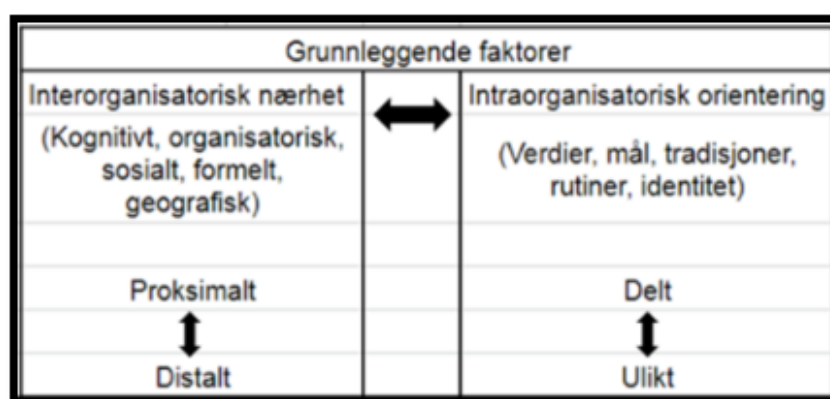 Grunnleggende faktorer
Interorganisatorisk nærhet
(Kognitivt, organisatorisk,
sosialt, formelt,
geografisk)
Proksimalt
Distalt
Intraorganisatorisk orientering
(Verdier, mål, tradisjoner,
rutiner, identitet)
Delt
Ulikt